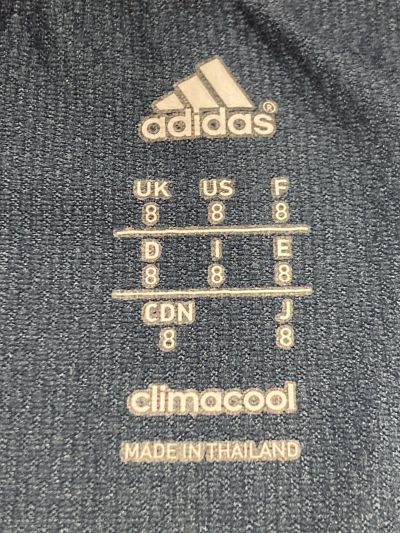 adidas®
UK US F
8 8 8
D I E
8 8 8
CDN J
8 8
climacool
MADE IN THAILAND